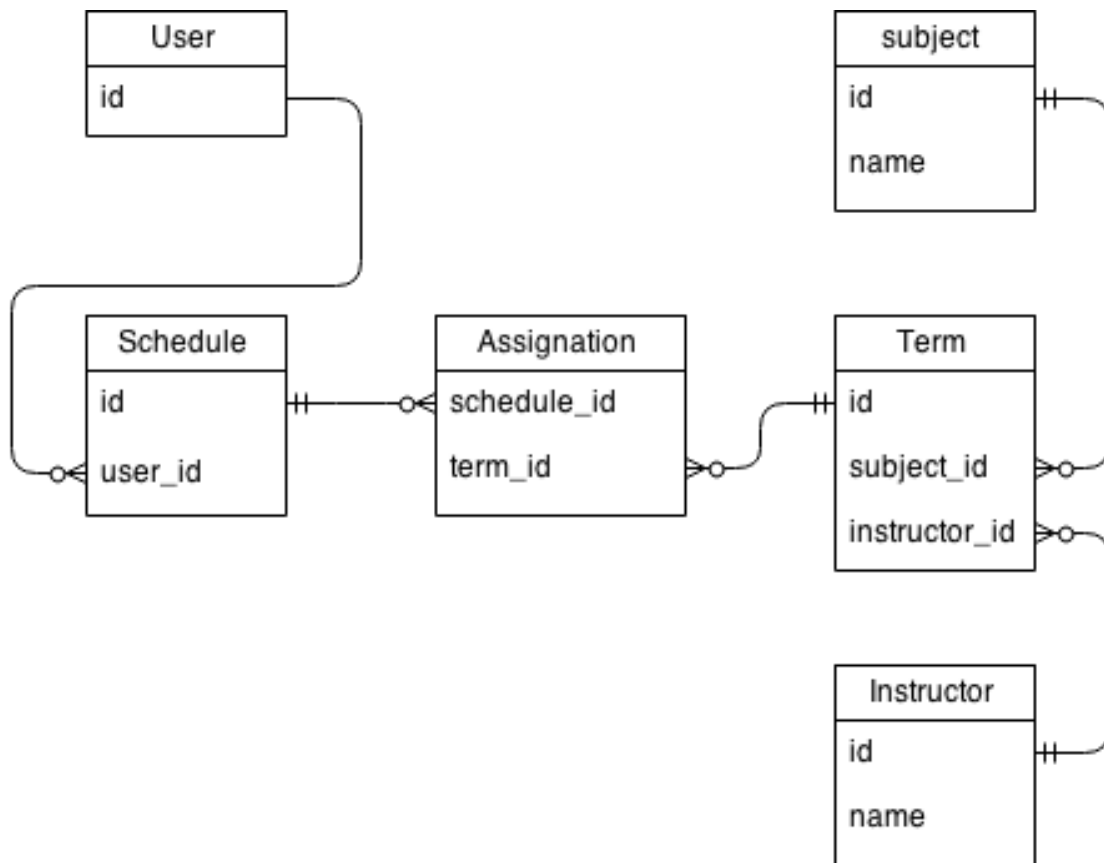 User
id
subject
id
name
Schedule
id
user_id
Assignation
schedule_id
term_id
Term
id
subject_id
instructor_id
Instructor
id
name